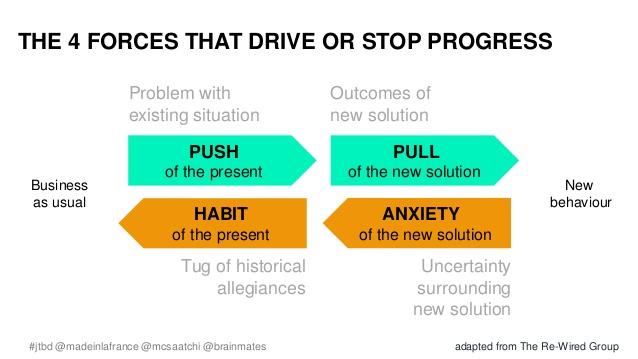 THE 4 FORCES THAT DRIVE OR STOP PROGRESS
Problem with
existing situation
Outcomes of
new solution
PUSH
of the present
PULL
of the new solution
Business
as usual
New
behaviour
HABIT
of the present
ANXIETY
of the new solution
Tug of historical
allegiances
Uncertainty
surrounding
new solution
#jtbd @madeinlafrance @mcsaatchi @brainmates
adapted from The Re-Wired Group